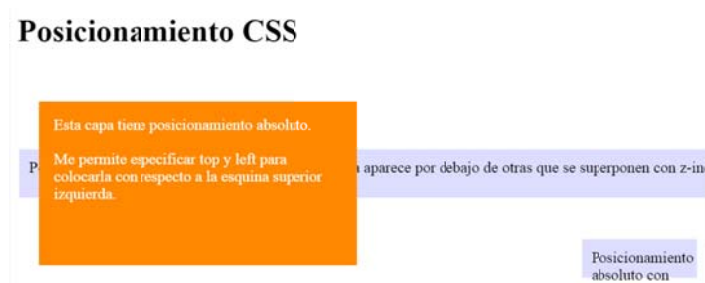 Posicionamiento CSS
Esta capa tiene posicionamiento absoluto.
Me permite especificar top y left para
colocarla con respecto a la esquina superior
izquierda.
P
aparece por debajo de otras que se superponen con z-in
Posicionamiento
absoluto con